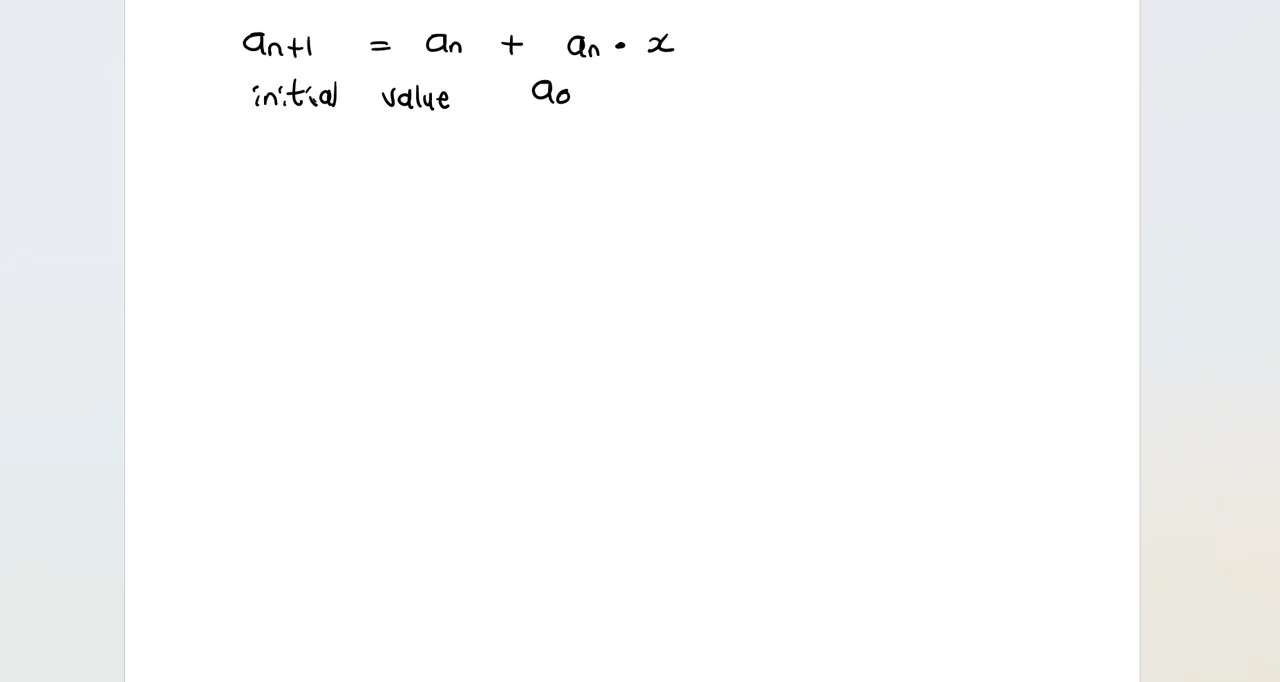 aₙ₊₁ = aₙ + aₙ · x
initial value a₀